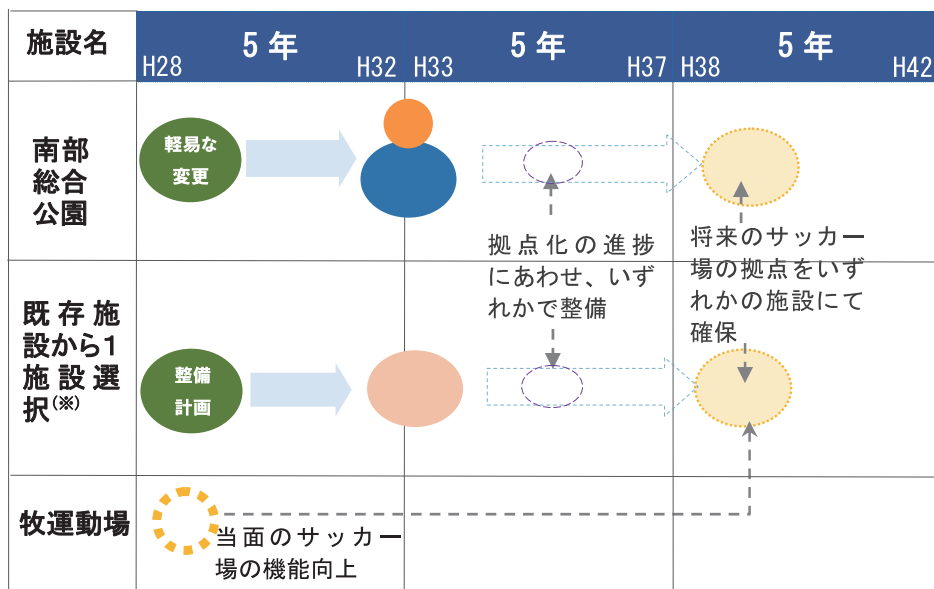 施設名
5年
5年
5年
H28
H32
H33
H37
H38
H42
南部
総合
公園
軽易な
変更
拠点化の進捗
にあわせ、いず
れかで整備
将来のサッカー
場の拠点をいず
れかの施設にて
確保
既存施
設から1
施設選
択(※)
整備
計画
牧運動場
当面のサッカー
場の機能向上